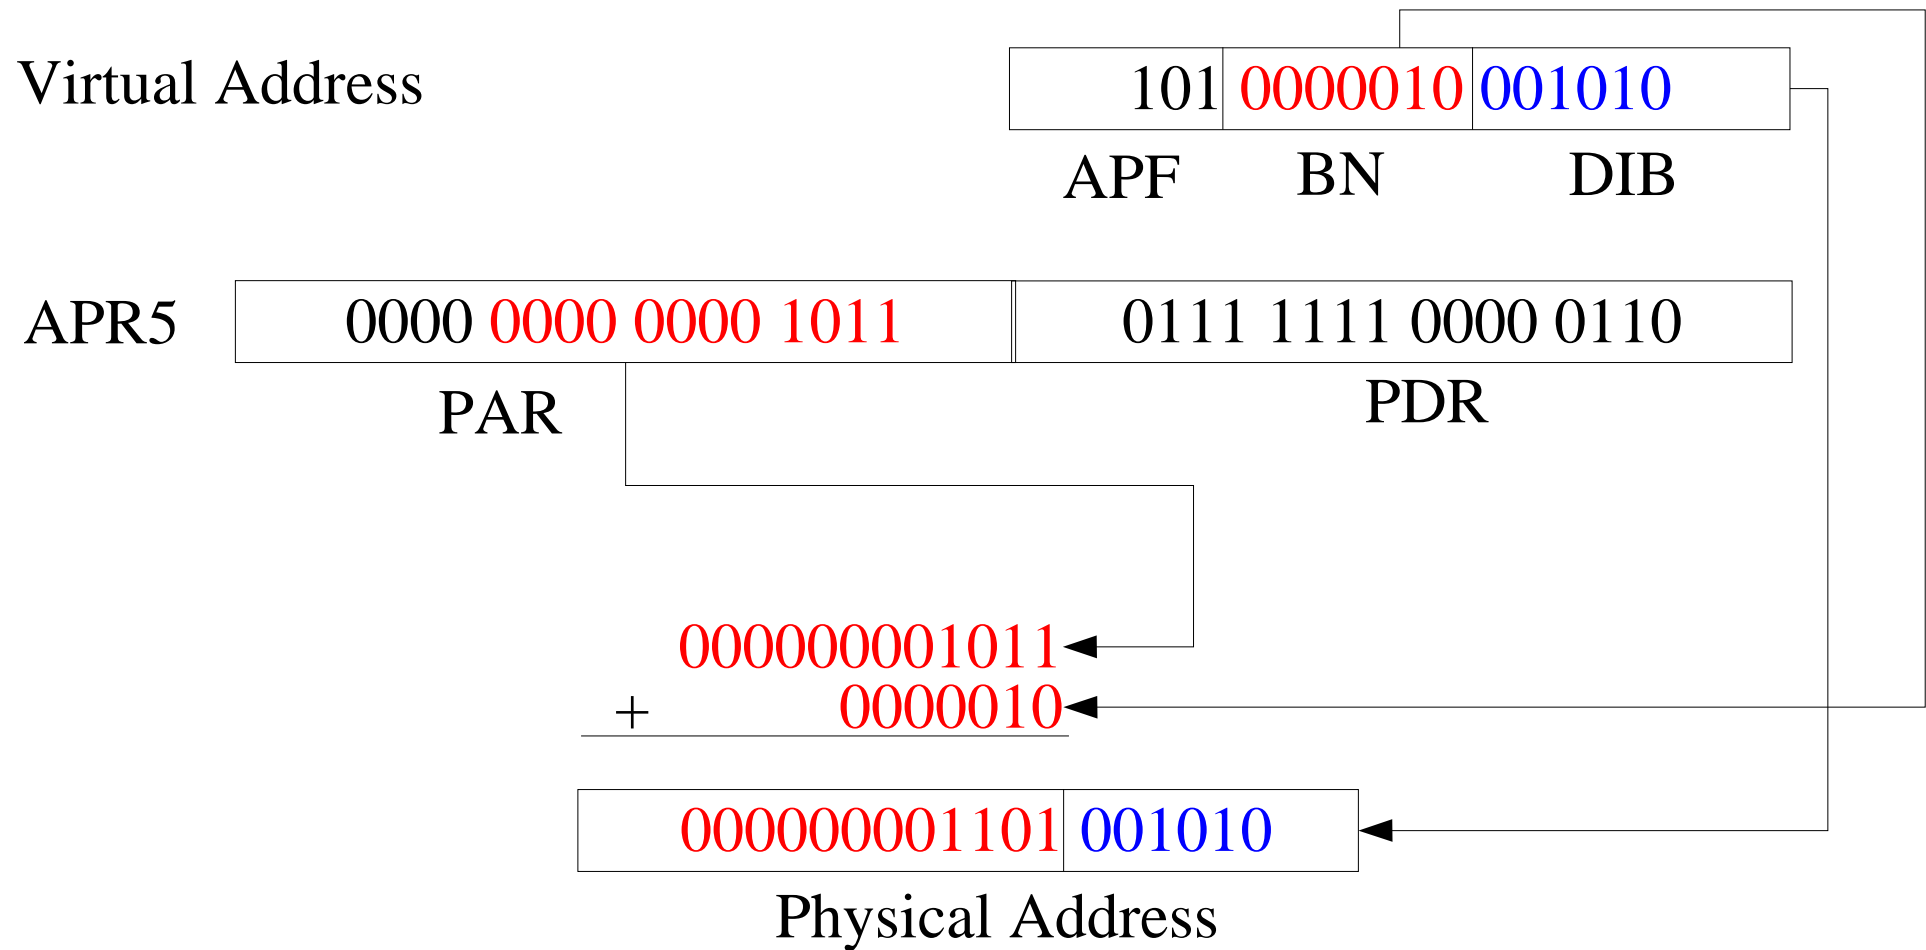 Virtual Address 101 0000010 001010
APF BN DIB
APR5 0000 0000 0000 1011 0111 1111 0000 0110
PAR PDR
000000001011
+ 0000010
000000001101 001010
Physical Address